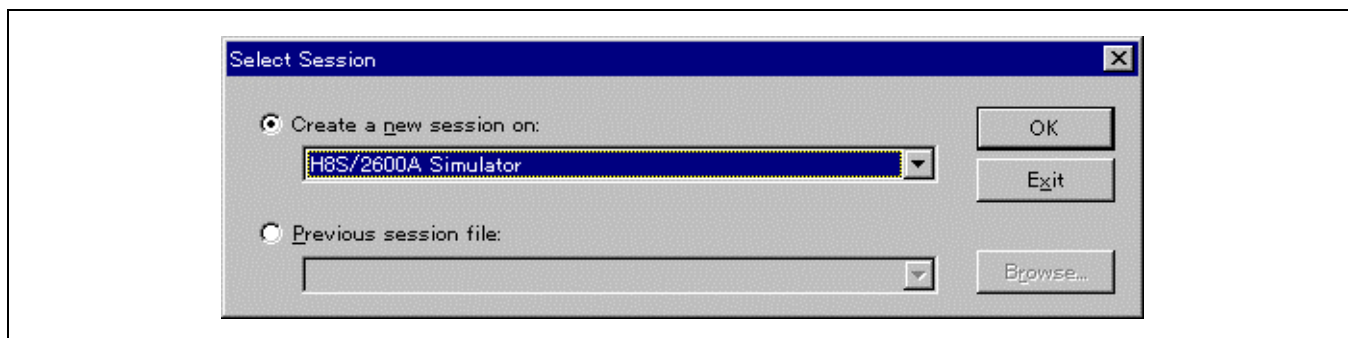 Select Session
Create a new session on:
OK
H8S/2600A Simulator
Exit
Previous session file:
Browse...